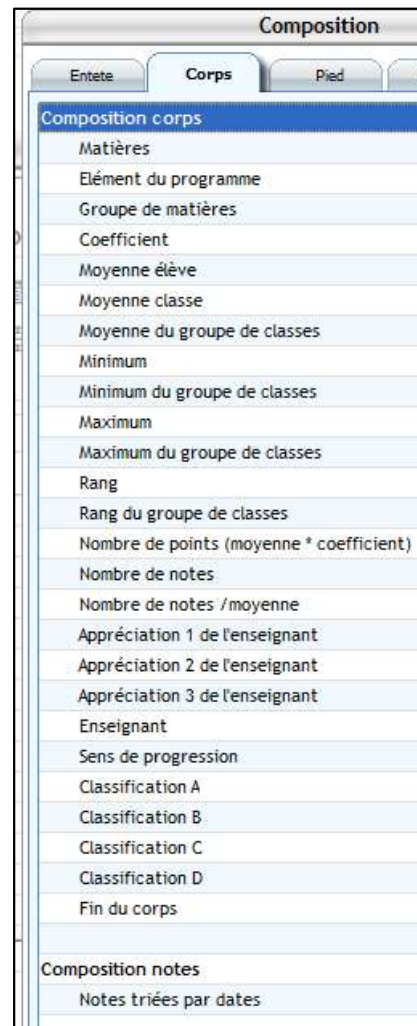 Composition
Entete Corps Pied
Composition corps
Matières
Elément du programme
Groupe de matières
Coefficient
Moyenne élève
Moyenne classe
Moyenne du groupe de classes
Minimum
Minimum du groupe de classes
Maximum
Maximum du groupe de classes
Rang
Rang du groupe de classes
Nombre de points (moyenne * coefficient)
Nombre de notes
Nombre de notes /moyenne
Appréciation 1 de l'enseignant
Appréciation 2 de l'enseignant
Appréciation 3 de l'enseignant
Enseignant
Sens de progression
Classification A
Classification B
Classification C
Classification D
Fin du corps
Composition notes
Notes triées par dates